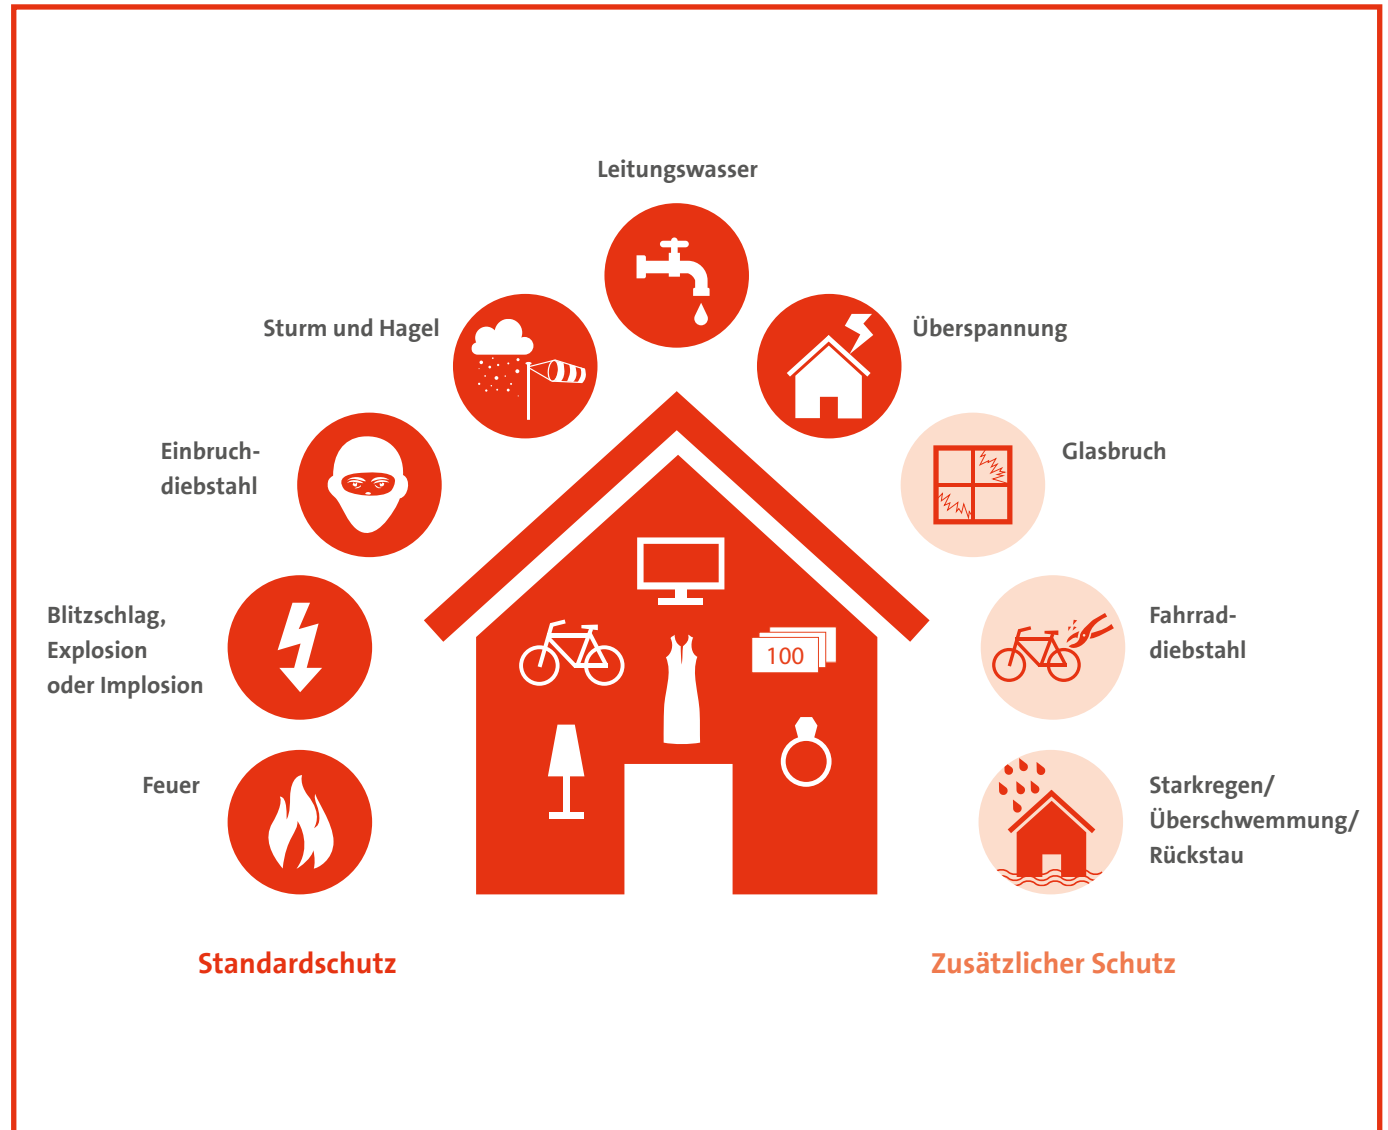 Leitungswasser
Sturm und Hagel
Überspannung
Einbruch-
diebstahl
Glasbruch
Blitzschlag,
Explosion
oder Implosion
Fahrrad-
diebstahl
100
Feuer
Starkregen/
Überschwemmung/
Rückstau
Standardschutz
Zusätzlicher Schutz